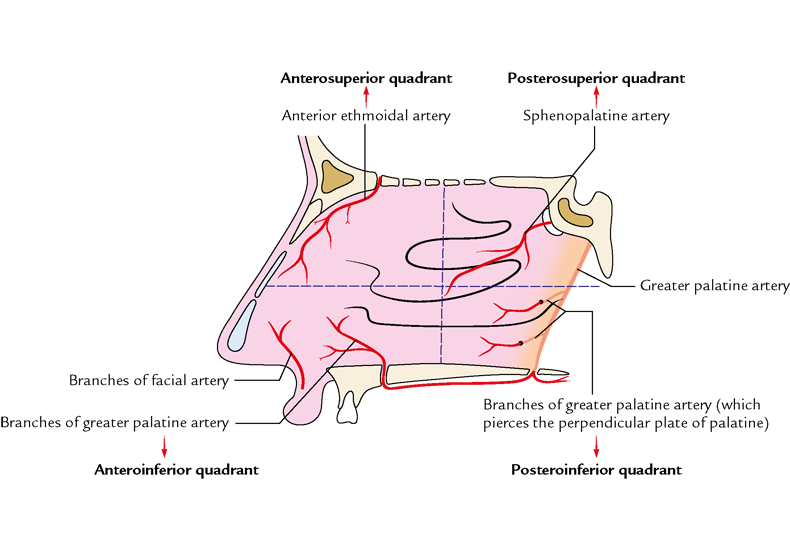 Anterosuperior quadrant
Posterosuperior quadrant
Anterior ethmoidal artery
Sphenopalatine artery
Greater palatine artery
Branches of facial artery
Branches of greater palatine artery
Anteroinferior quadrant
Branches of greater palatine artery (which
pierces the perpendicular plate of palatine)
Posteroinferior quadrant